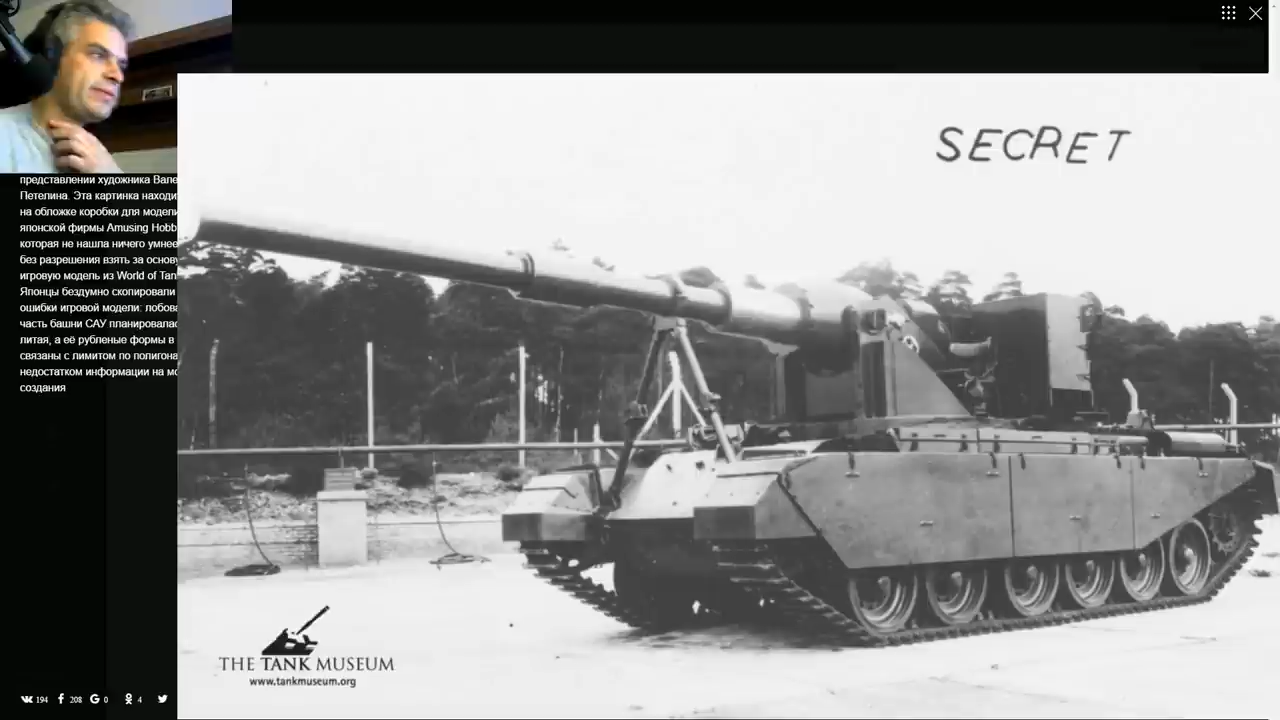 SECRET
представлении художника Вале
Петелина. Эта картинка находи
на обложке коробки для модели
японской фирмы Amusing Hobb
которая не нашла ничего умнее
без разрешения взять за основу
игровую модель из World of Tan
Японцы бездумно скопировали
ошибки игровой модели: лобова
часть башни САУ планировалас
литая, а её рубленые формы в
связаны с лимитом по полигона
недостатком информации на мо
создания
THE TANK MUSEUM
www.tankmuseum.org
194 208 0 4